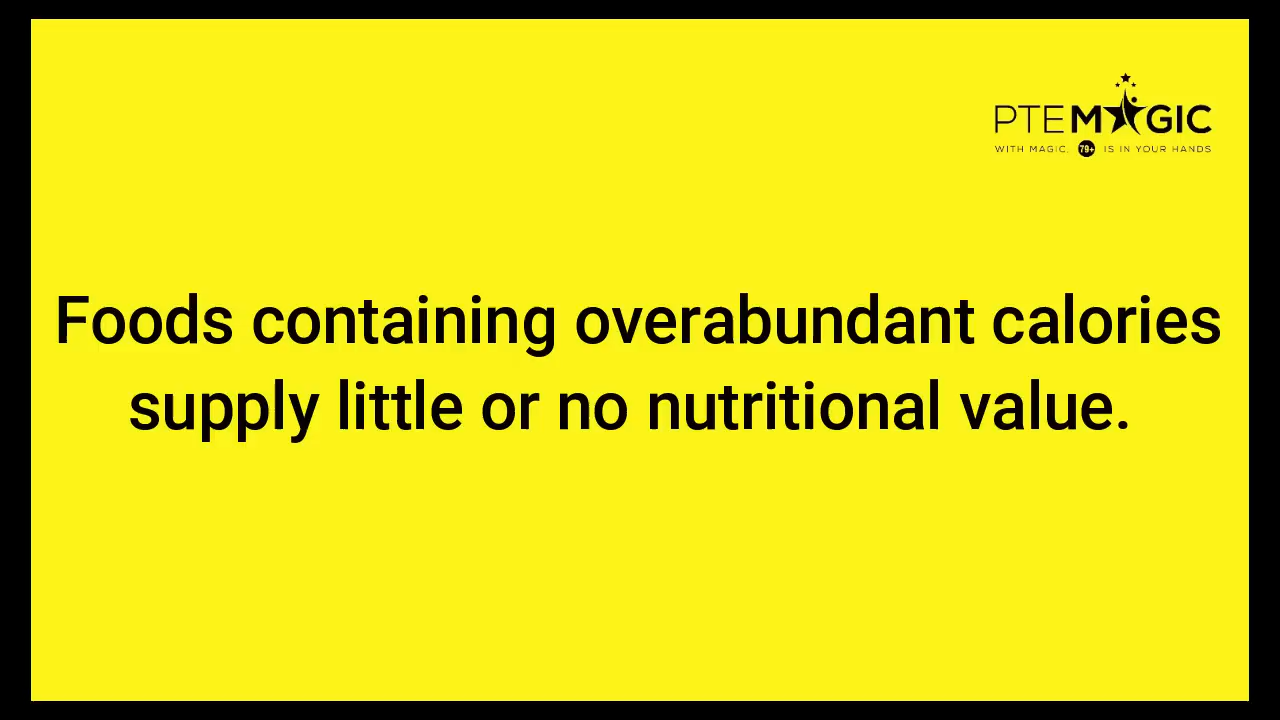 PTEMAGIC
WITH MAGIC, 79+ IS IN YOUR HANDS
Foods containing overabundant calories
supply little or no nutritional value.